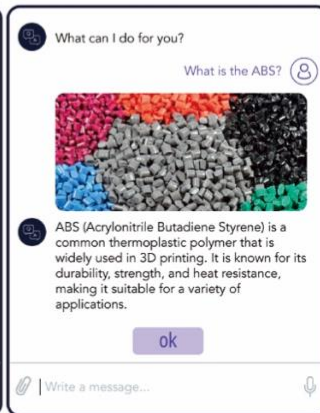 What can I do for you?
What is the ABS?
ABS (Acrylonitrile Butadiene Styrene) is a
common thermoplastic polymer that is
widely used in 3D printing. It is known for its
durability, strength, and heat resistance,
making it suitable for a variety of
applications.
ok
Write a message...